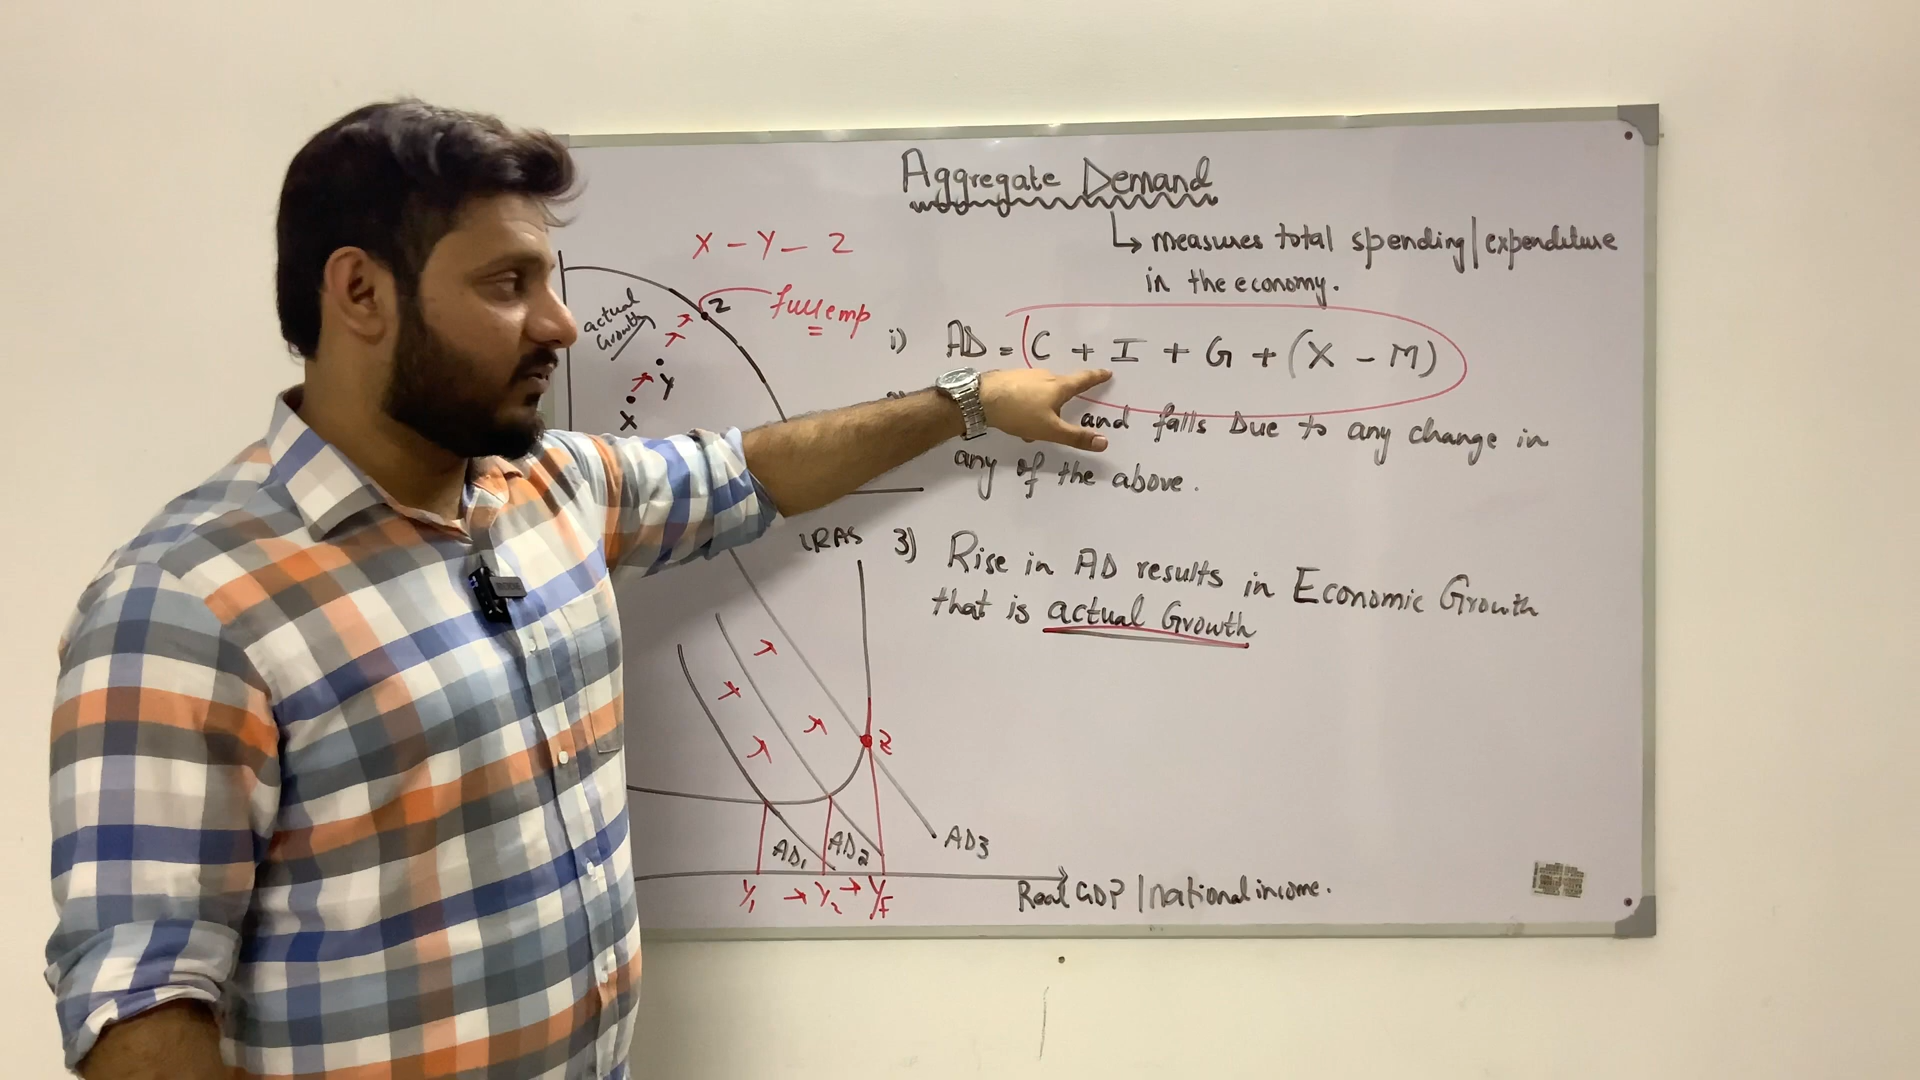 Aggregate Demand
measures total spending/expenditure
in the economy.
X - Y - Z
full emp
Z
actual
Growth
Y
X
i) AD = (C + I + G + (X - M)
and falls Due to any change in
any of the above.
3) Rise in AD results in Economic Growth
that is actual Growth
LRAS
Z
AD1
AD2
AD3
Y1 → Y2 → YF
Real GDP/national income.